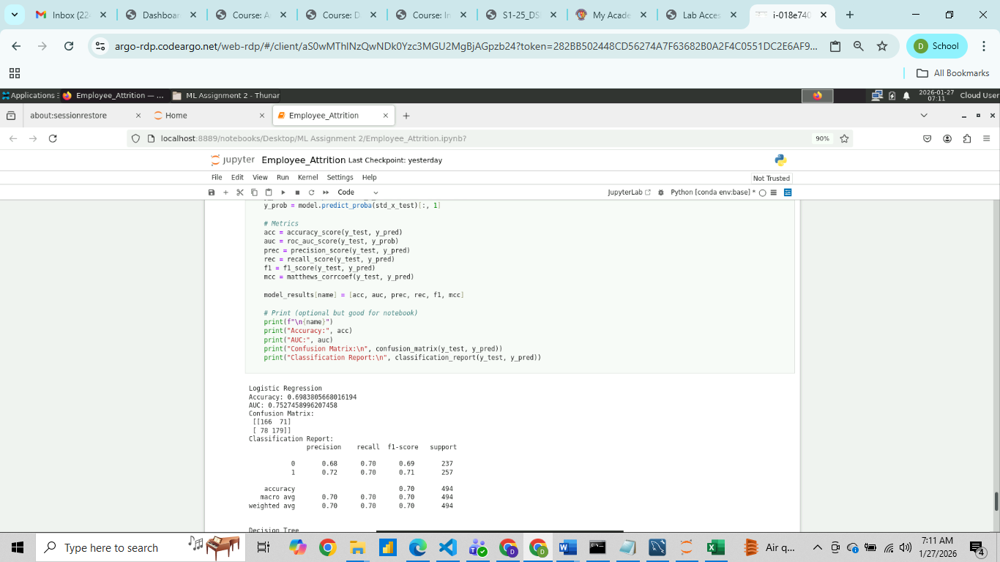 Inbox (22
Dashboar
Course: A
Course: D
Course: In
S1-25_DS
My Acade
Lab Acces
i-018e740
argo-rdp.codeargo.net/web-rdp/#/client/aS0wMThlNzQwNDk0Yzc3MGU2MgBjAGpzb24?token=282BB502448CD56274A7F63682B0A2F4C0551DC2E6AF9...
D School
All Bookmarks
Applications
Employee_Attrition — ...
ML Assignment 2 - Thunar
2026-01-27
07:11
Cloud User
about:sessionrestore
Home
Employee_Attrition
localhost:8889/notebooks/Desktop/ML Assignment 2/Employee_Attrition.ipynb?
90%
jupyter Employee_Attrition Last Checkpoint: yesterday
File Edit View Run Kernel Settings Help
Not Trusted
Code
JupyterLab
Python [conda env:base] *
y_prob = model.predict_proba(std_x_test)[:, 1]
# Metrics
acc = accuracy_score(y_test, y_pred)
auc = roc_auc_score(y_test, y_prob)
prec = precision_score(y_test, y_pred)
rec = recall_score(y_test, y_pred)
f1 = f1_score(y_test, y_pred)
mcc = matthews_corrcoef(y_test, y_pred)
model_results[name] = [acc, auc, prec, rec, f1, mcc]
# Print (optional but good for notebook)
print(f"\n{name}")
print("Accuracy:", acc)
print("AUC:", auc)
print("Confusion Matrix:\n", confusion_matrix(y_test, y_pred))
print("Classification Report:\n", classification_report(y_test, y_pred))
Logistic Regression
Accuracy: 0.6983805668016194
AUC: 0.7527458996207458
Confusion Matrix:
[[166 71]
[ 78 179]]
Classification Report:
precision recall f1-score support
0 0.68 0.70 0.69 237
1 0.72 0.70 0.71 257
accuracy 0.70 494
macro avg 0.70 0.70 0.70 494
weighted avg 0.70 0.70 0.70 494
Decision Tree
Type here to search
Air q...
7:11 AM
1/27/2026
4